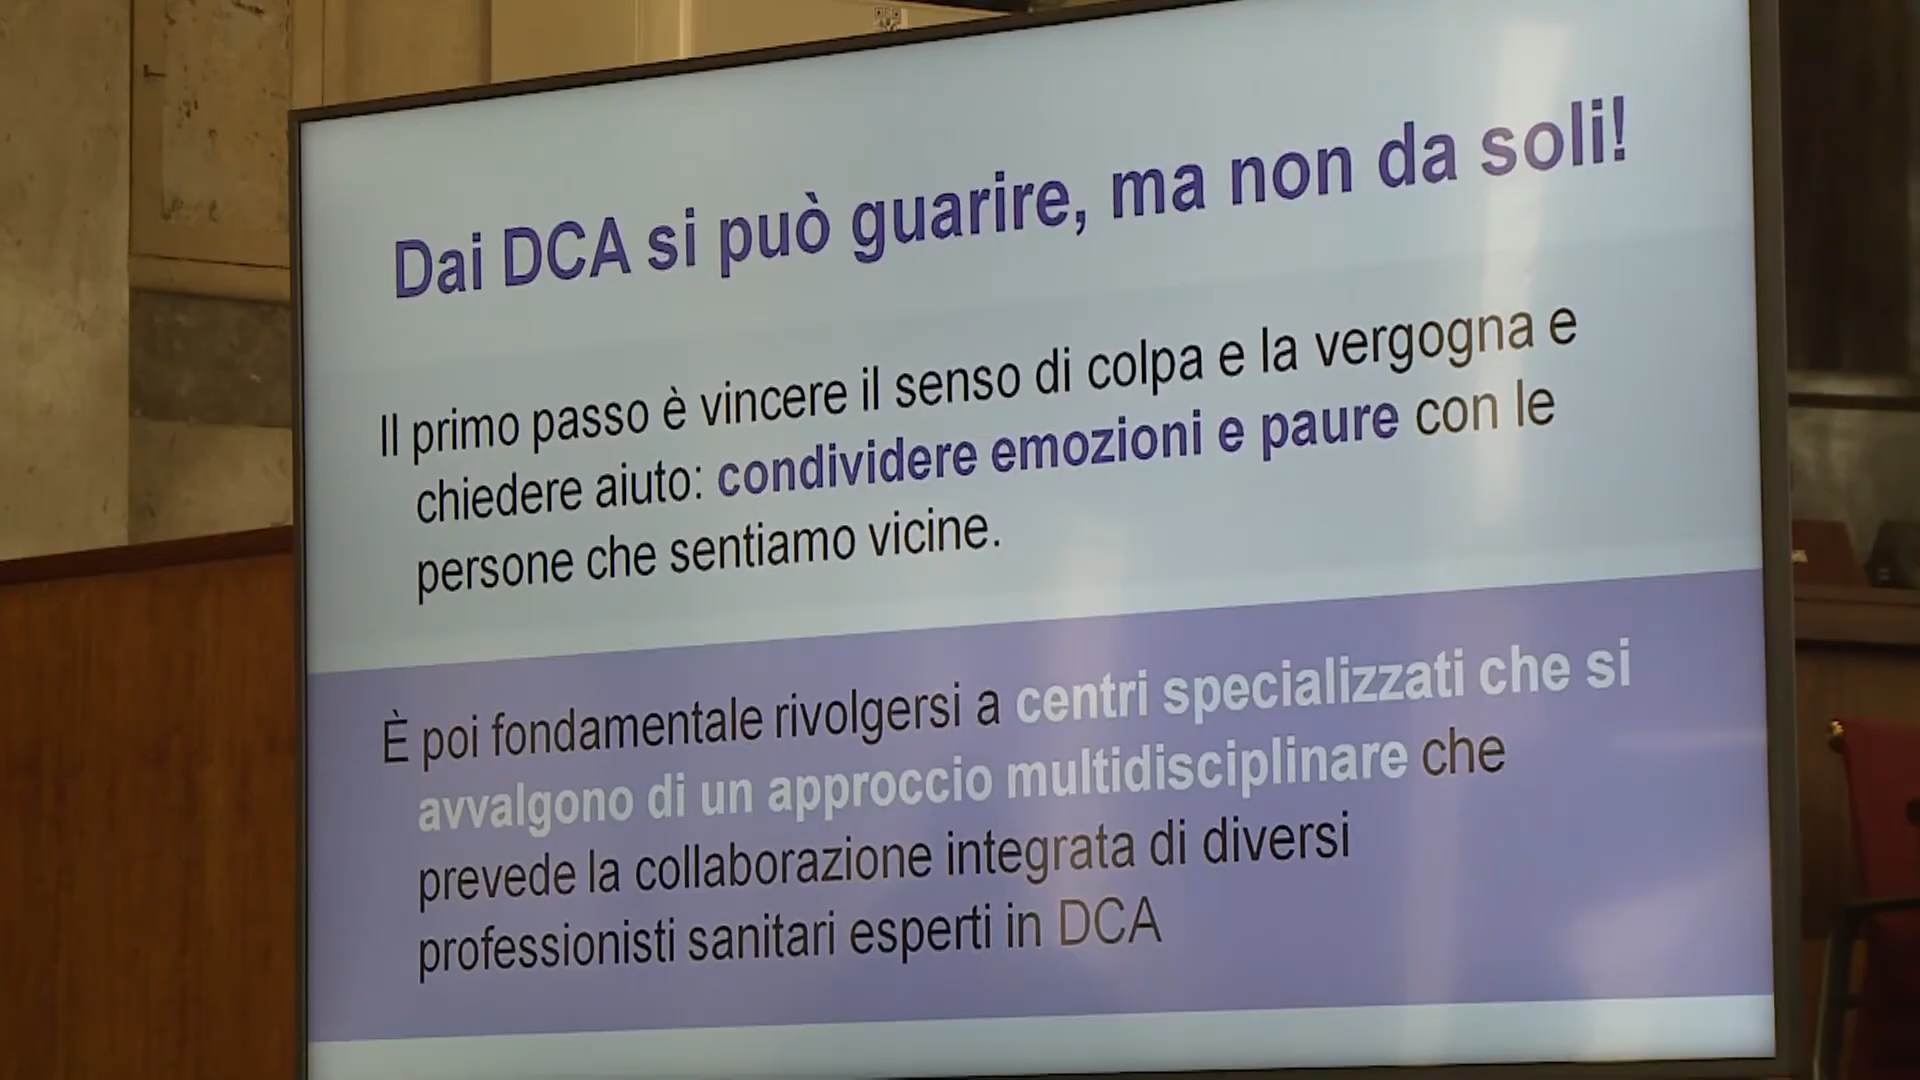 Dai DCA si può guarire, ma non da soli!
Il primo passo è vincere il senso di colpa e la vergogna e
chiedere aiuto: condividere emozioni e paure con le
persone che sentiamo vicine.
È poi fondamentale rivolgersi a centri specializzati che si
avvalgono di un approccio multidisciplinare che
prevede la collaborazione integrata di diversi
professionisti sanitari esperti in DCA